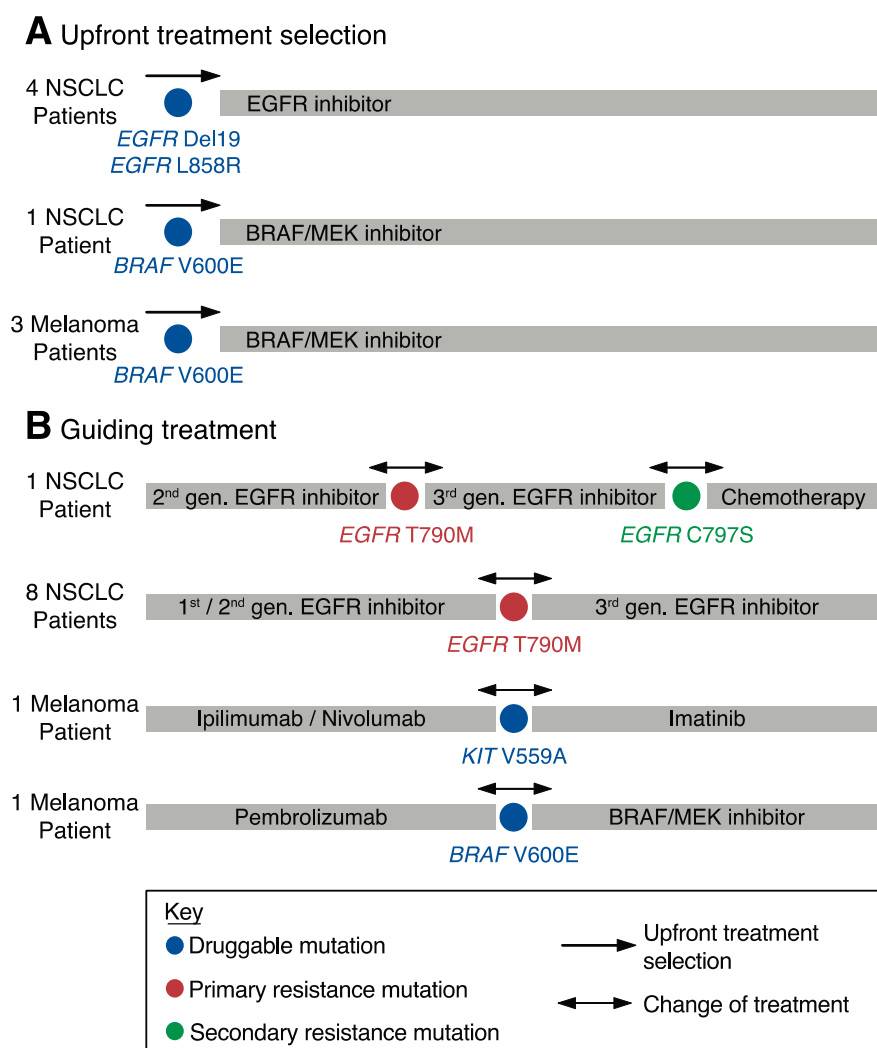 A Upfront treatment selection
4 NSCLC
Patients
EGFR inhibitor
EGFR Del19
EGFR L858R
1 NSCLC
Patient
BRAF/MEK inhibitor
BRAF V600E
3 Melanoma
Patients
BRAF/MEK inhibitor
BRAF V600E
B Guiding treatment
1 NSCLC
Patient
2nd gen. EGFR inhibitor
3rd gen. EGFR inhibitor
Chemotherapy
EGFR T790M
EGFR C797S
8 NSCLC
Patients
1st / 2nd gen. EGFR inhibitor
3rd gen. EGFR inhibitor
EGFR T790M
1 Melanoma
Patient
Ipilimumab / Nivolumab
Imatinib
KIT V559A
1 Melanoma
Patient
Pembrolizumab
BRAF/MEK inhibitor
BRAF V600E
Key
Druggable mutation
Primary resistance mutation
Secondary resistance mutation
Upfront treatment
selection
Change of treatment